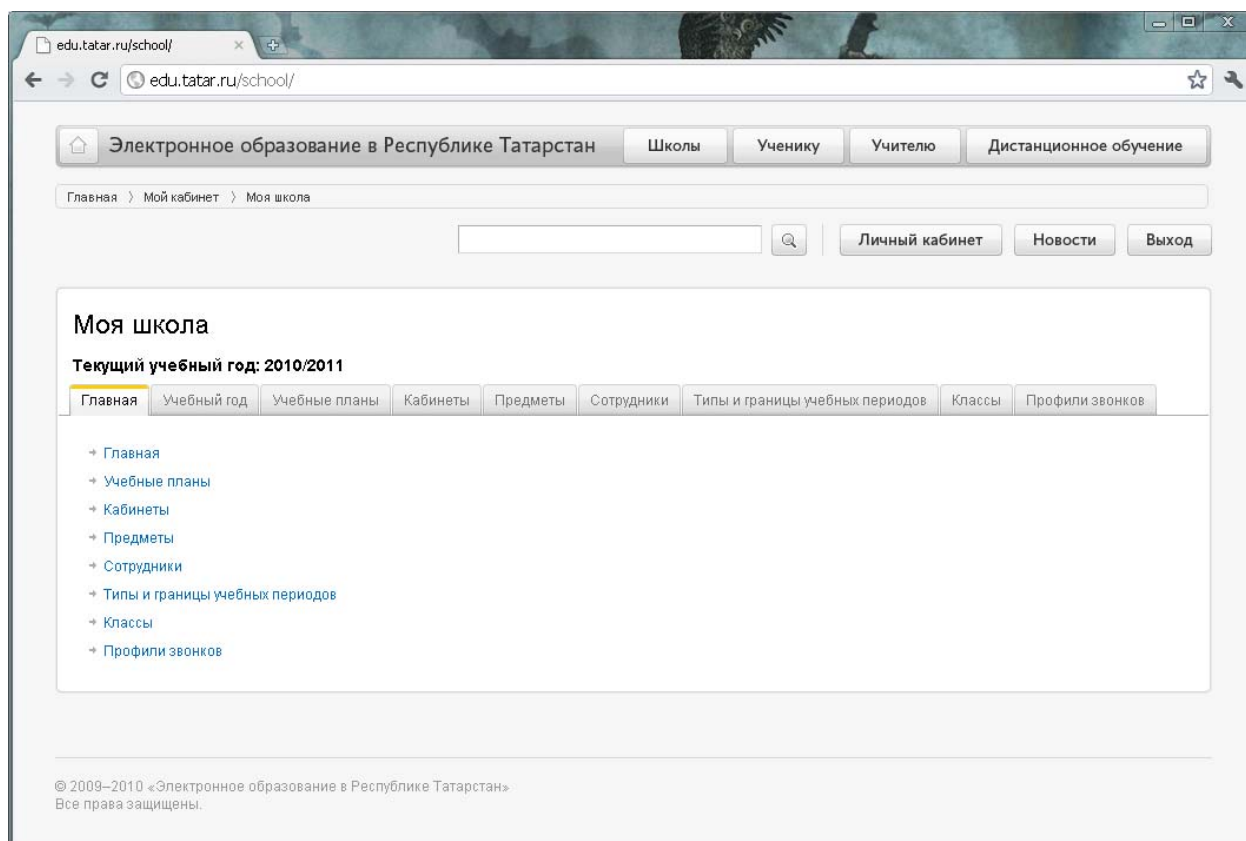 edu.tatar.ru/school/
edu.tatar.ru/school/
Электронное образование в Республике Татарстан Школы Ученику Учителю Дистанционное обучение
Главная 〉 Мой кабинет 〉 Моя школа
Личный кабинет Новости Выход
Моя школа
Текущий учебный год: 2010/2011
Главная Учебный год Учебные планы Кабинеты Предметы Сотрудники Типы и границы учебных периодов Классы Профили звонков
Главная
Учебные планы
Кабинеты
Предметы
Сотрудники
Типы и границы учебных периодов
Классы
Профили звонков
© 2009–2010 «Электронное образование в Республике Татарстан»
Все права защищены.